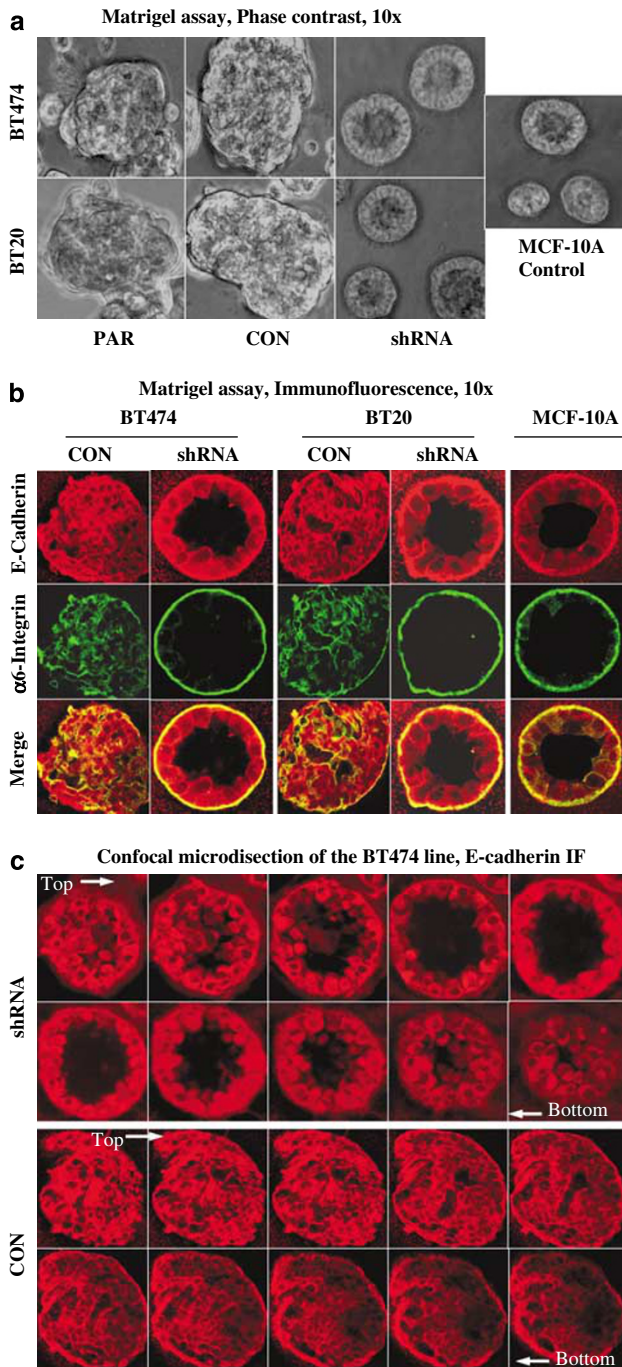 a
Matrigel assay, Phase contrast, 10x
BT474
BT20
MCF-10A
Control
PAR CON shRNA
b
Matrigel assay, Immunofluorescence, 10x
BT474 BT20 MCF-10A
CON shRNA CON shRNA
E-Cadherin
α6-Integrin
Merge
c
Confocal microdisection of the BT474 line, E-cadherin IF
Top
shRNA
Bottom
Top
CON
Bottom